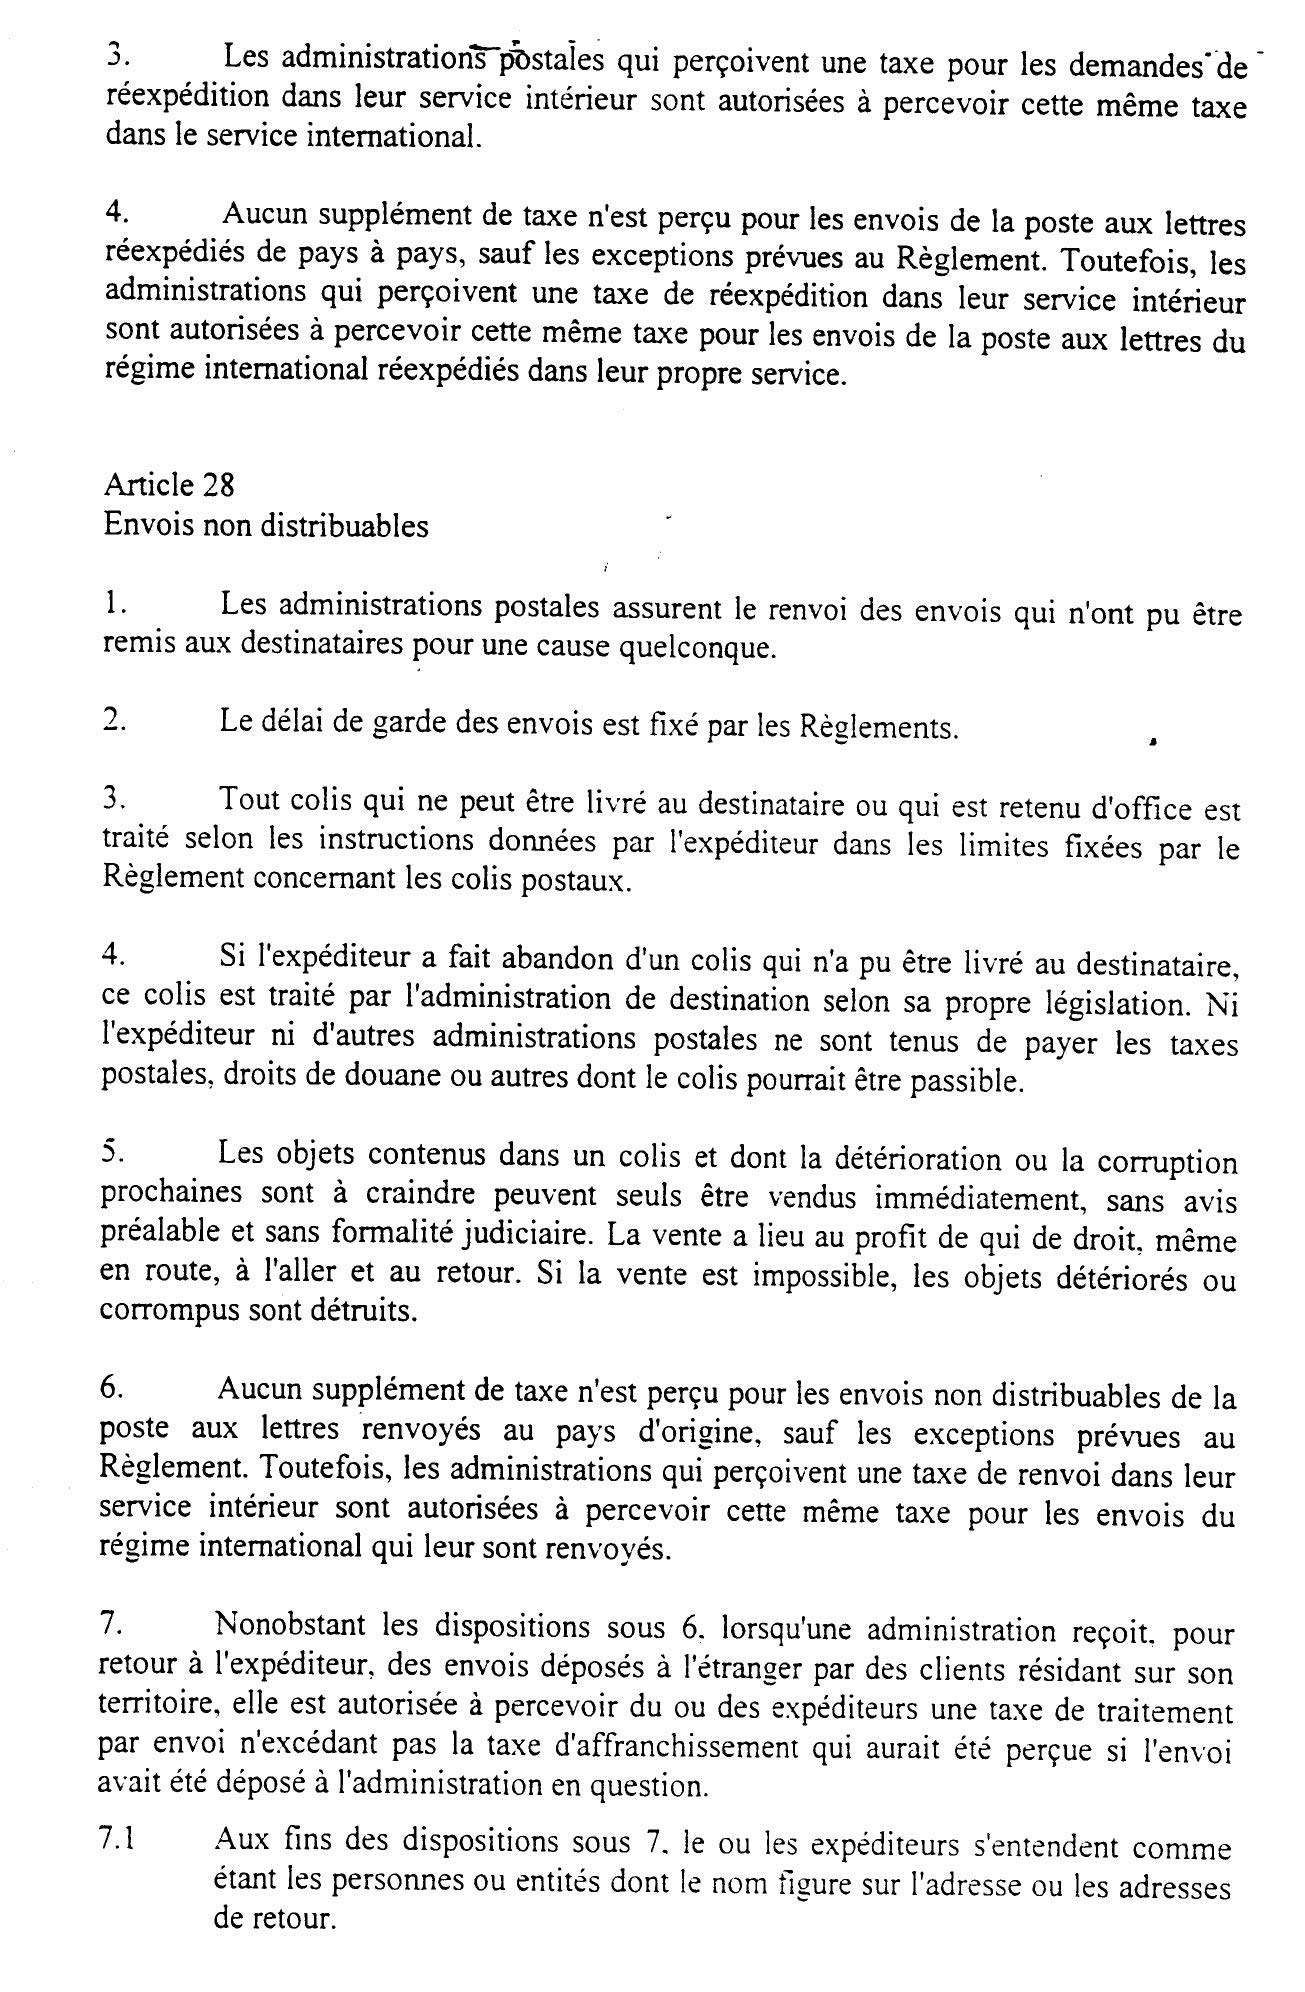 3. Les administrations postales qui perçoivent une taxe pour les demandes de
réexpédition dans leur service intérieur sont autorisées à percevoir cette même taxe
dans le service international.
4. Aucun supplément de taxe n'est perçu pour les envois de la poste aux lettres
réexpédiés de pays à pays, sauf les exceptions prévues au Règlement. Toutefois, les
administrations qui perçoivent une taxe de réexpédition dans leur service intérieur
sont autorisées à percevoir cette même taxe pour les envois de la poste aux lettres du
régime international réexpédiés dans leur propre service.
Article 28
Envois non distribuables
1. Les administrations postales assurent le renvoi des envois qui n'ont pu être
remis aux destinataires pour une cause quelconque.
2. Le délai de garde des envois est fixé par les Règlements.
3. Tout colis qui ne peut être livré au destinataire ou qui est retenu d'office est
traité selon les instructions données par l'expéditeur dans les limites fixées par le
Règlement concernant les colis postaux.
4. Si l'expéditeur a fait abandon d'un colis qui n'a pu être livré au destinataire,
ce colis est traité par l'administration de destination selon sa propre législation. Ni
l'expéditeur ni d'autres administrations postales ne sont tenus de payer les taxes
postales, droits de douane ou autres dont le colis pourrait être passible.
5. Les objets contenus dans un colis et dont la détérioration ou la corruption
prochaines sont à craindre peuvent seuls être vendus immédiatement, sans avis
préalable et sans formalité judiciaire. La vente a lieu au profit de qui de droit, même
en route, à l'aller et au retour. Si la vente est impossible, les objets détériorés ou
corrompus sont détruits.
6. Aucun supplément de taxe n'est perçu pour les envois non distribuables de la
poste aux lettres renvoyés au pays d'origine, sauf les exceptions prévues au
Règlement. Toutefois, les administrations qui perçoivent une taxe de renvoi dans leur
service intérieur sont autorisées à percevoir cette même taxe pour les envois du
régime international qui leur sont renvoyés.
7. Nonobstant les dispositions sous 6, lorsqu'une administration reçoit, pour
retour à l'expéditeur, des envois déposés à l'étranger par des clients résidant sur son
territoire, elle est autorisée à percevoir du ou des expéditeurs une taxe de traitement
par envoi n'excédant pas la taxe d'affranchissement qui aurait été perçue si l'envoi
avait été déposé à l'administration en question.
7.1 Aux fins des dispositions sous 7, le ou les expéditeurs s'entendent comme
étant les personnes ou entités dont le nom figure sur l'adresse ou les adresses
de retour.